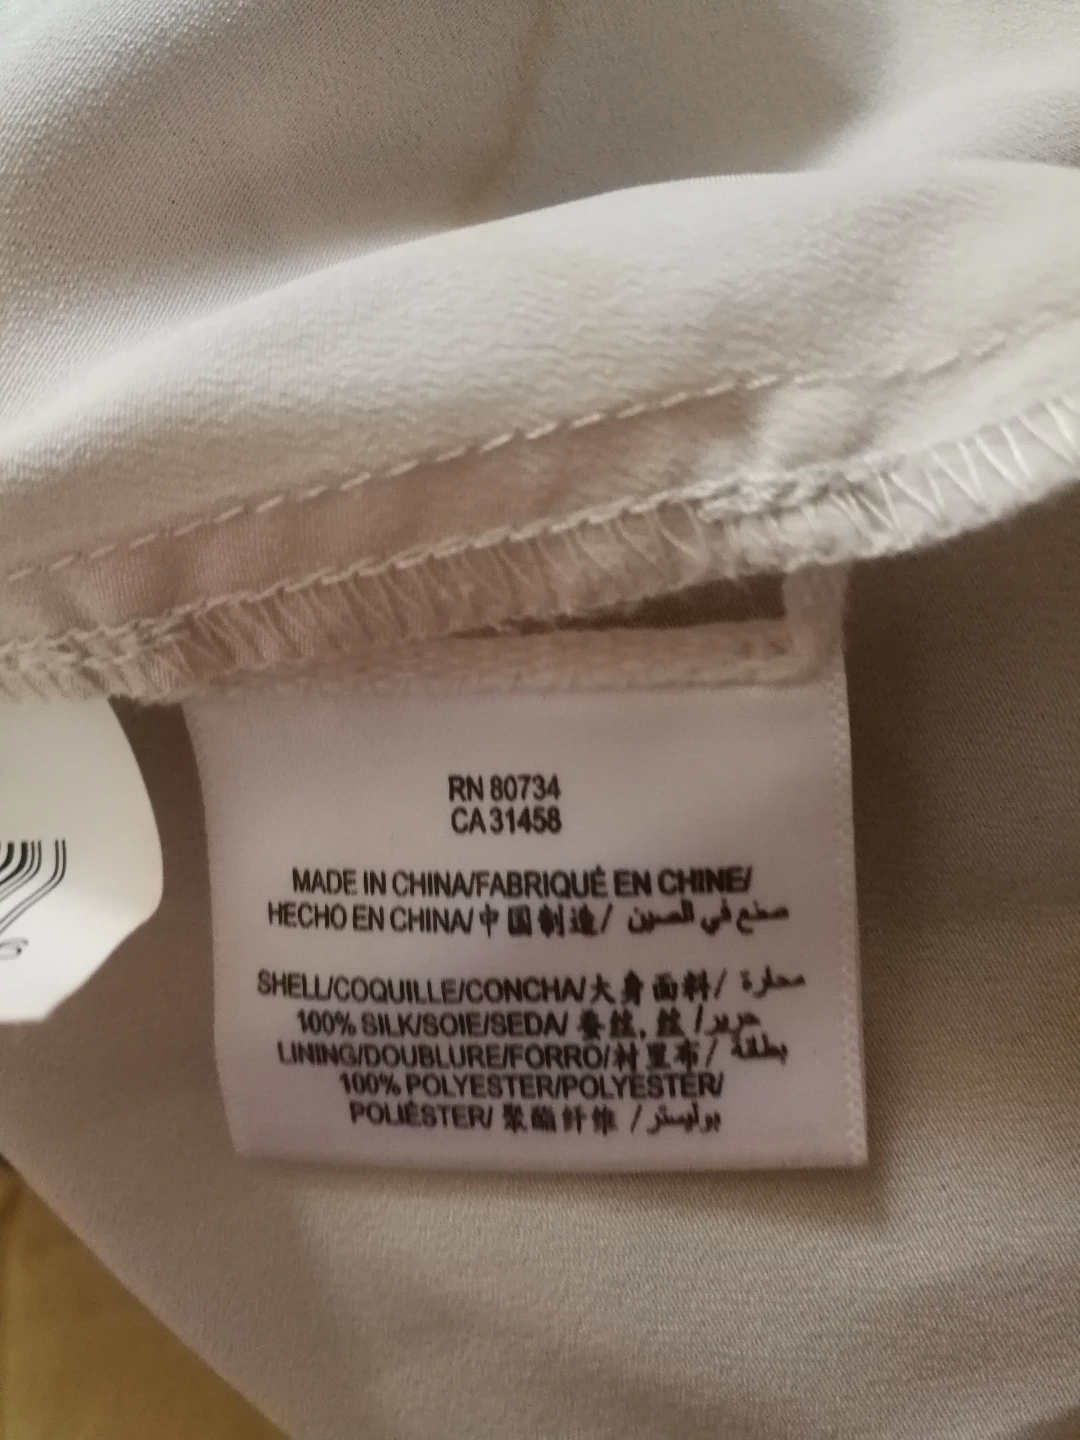 RN 80734
CA 31458
MADE IN CHINA/FABRIQUÉ EN CHINE/
HECHO EN CHINA/ 中国制造/ صنع في الصين
SHELL/COQUILLE/CONCHA/大身面料/ محارة
100% SILK/SOIE/SEDA/ 蚕丝, 丝 / حرير
LINING/DOUBLURE/FORRO/衬里布/ بطانة
100% POLYESTER/POLYESTER/
POLIÉSTER/ 聚酯纤维 / بوليستر